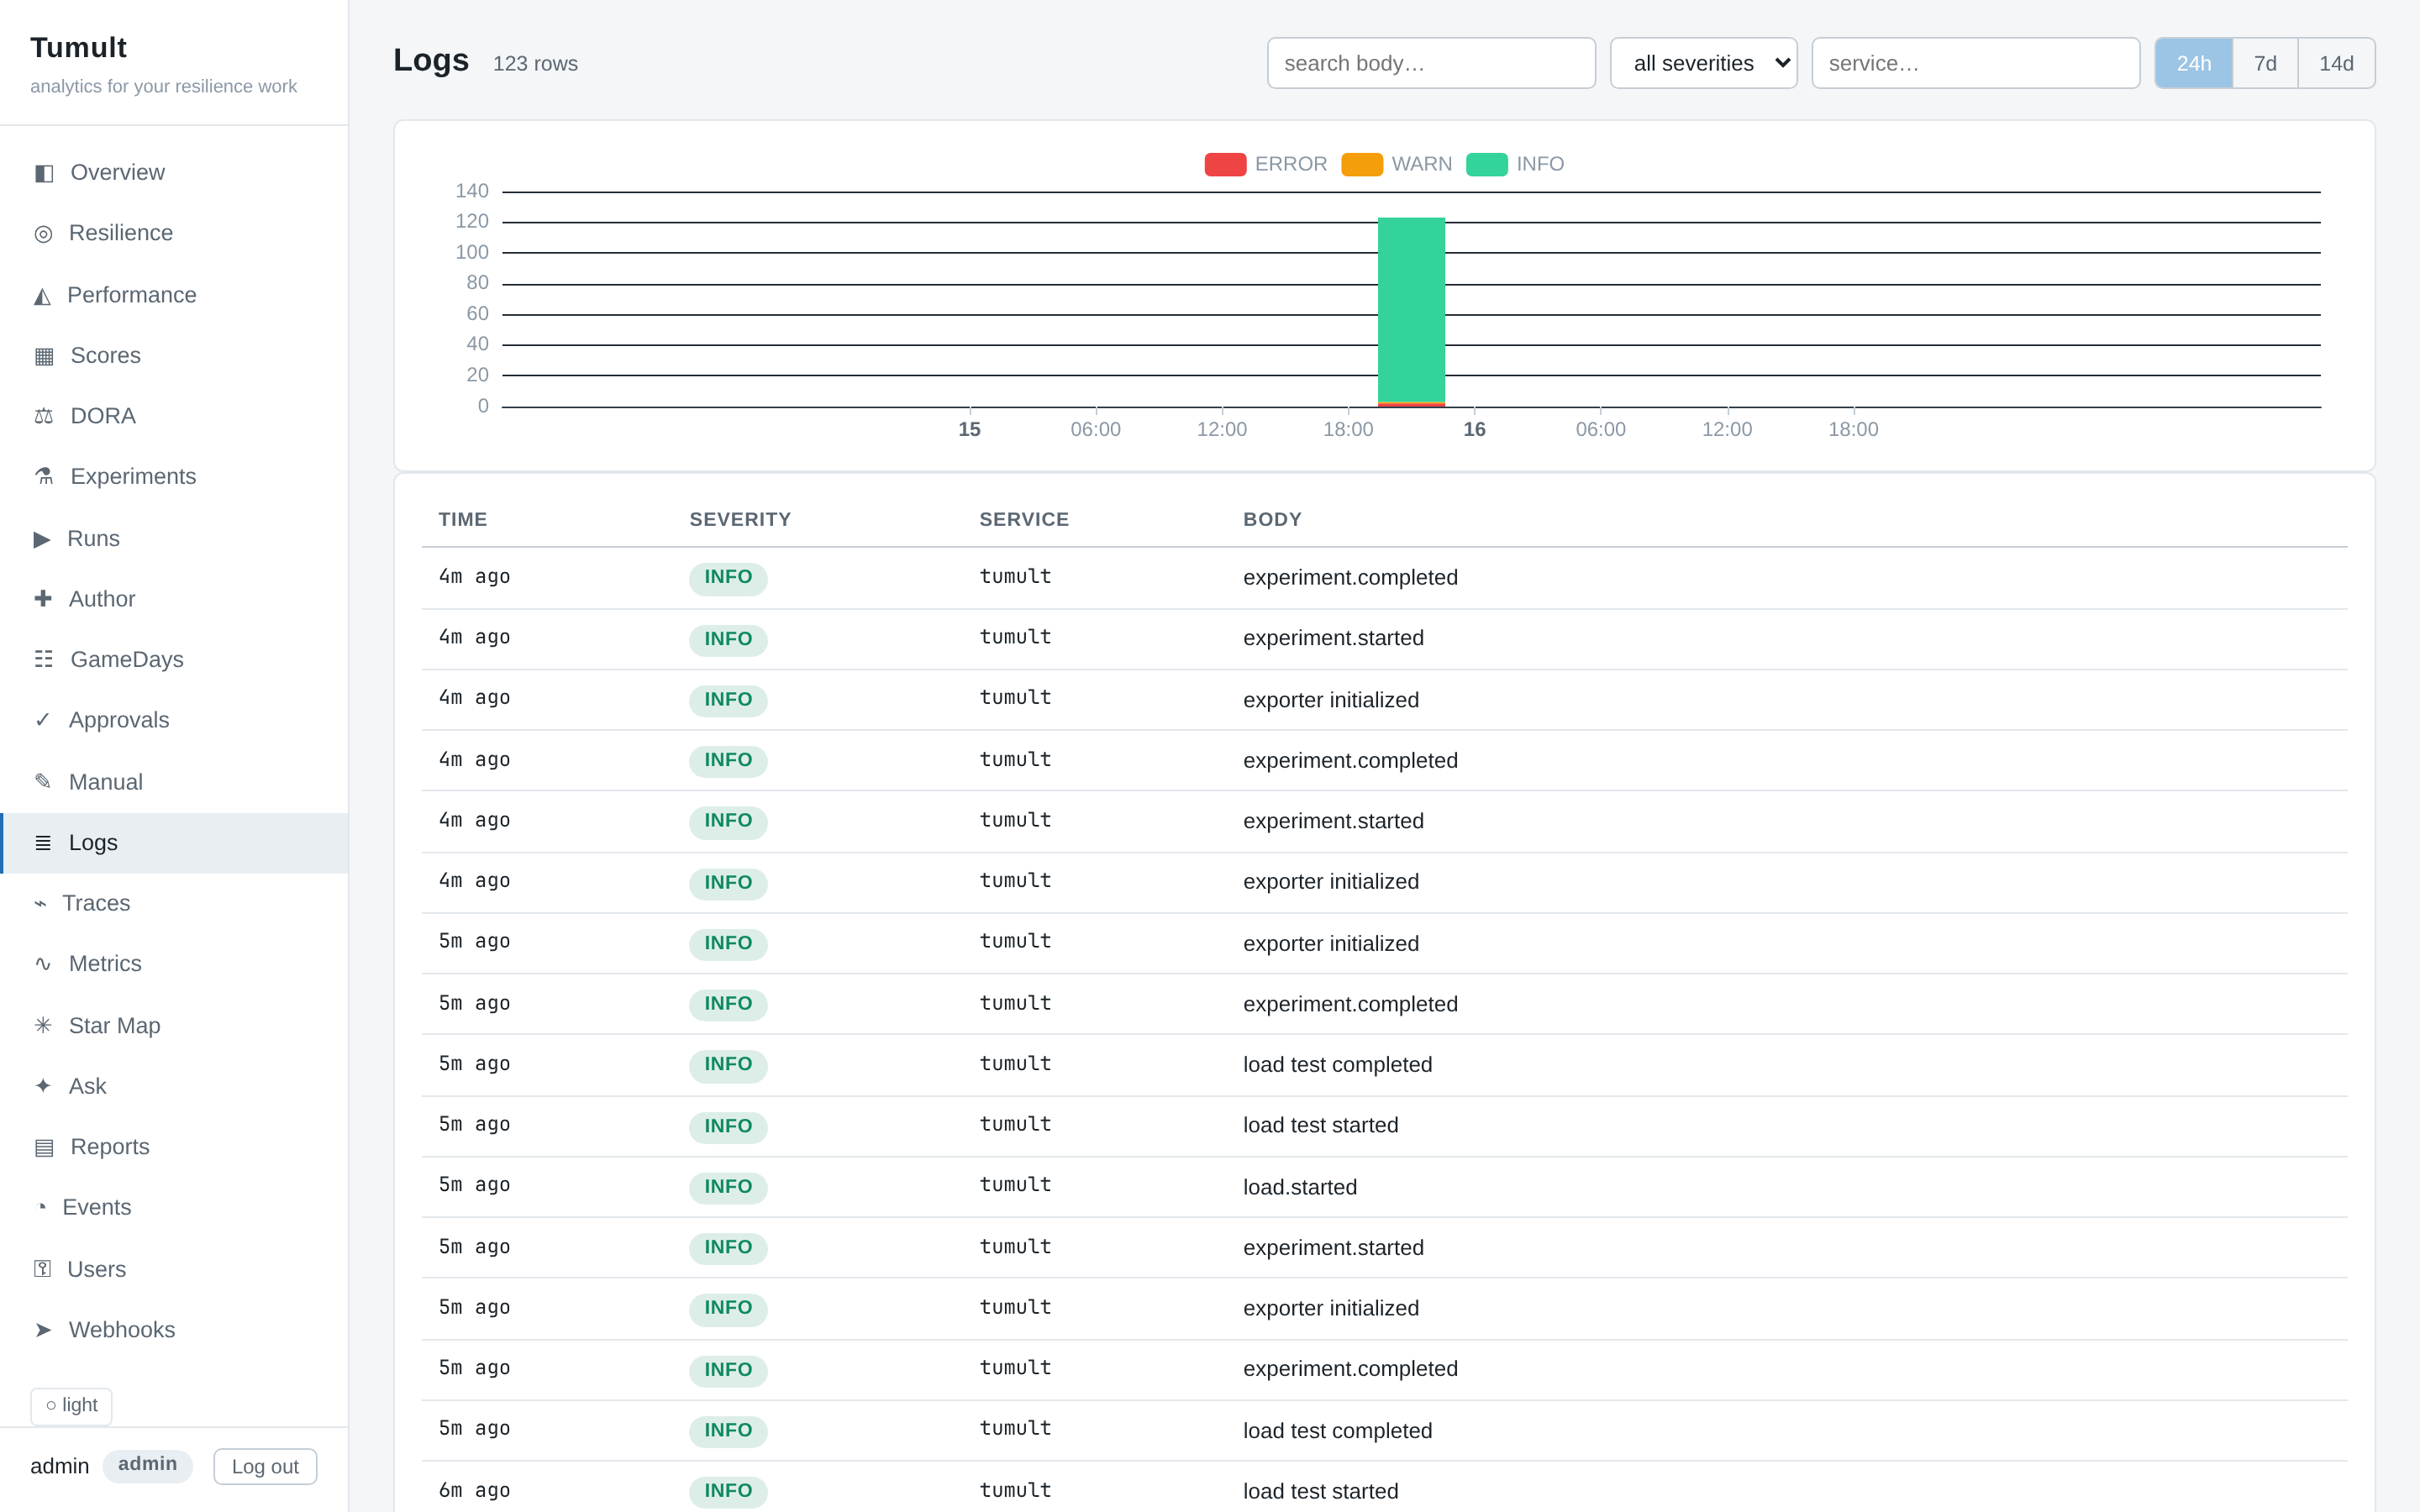 Tumult
analytics for your resilience work
Overview
Resilience
Performance
Scores
DORA
Experiments
Runs
Author
GameDays
Approvals
Manual
Logs
Traces
Metrics
Star Map
Ask
Reports
Events
Users
Webhooks
light
admin admin Log out
Logs 123 rows search body… all severities service… 24h 7d 14d
ERROR WARN INFO
140
120
100
80
60
40
20
0
15 06:00 12:00 18:00 16 06:00 12:00 18:00
TIME SEVERITY SERVICE BODY
4m ago INFO tumult experiment.completed
4m ago INFO tumult experiment.started
4m ago INFO tumult exporter initialized
4m ago INFO tumult experiment.completed
4m ago INFO tumult experiment.started
4m ago INFO tumult exporter initialized
5m ago INFO tumult exporter initialized
5m ago INFO tumult experiment.completed
5m ago INFO tumult load test completed
5m ago INFO tumult load test started
5m ago INFO tumult load.started
5m ago INFO tumult experiment.started
5m ago INFO tumult exporter initialized
5m ago INFO tumult experiment.completed
5m ago INFO tumult load test completed
6m ago INFO tumult load test started